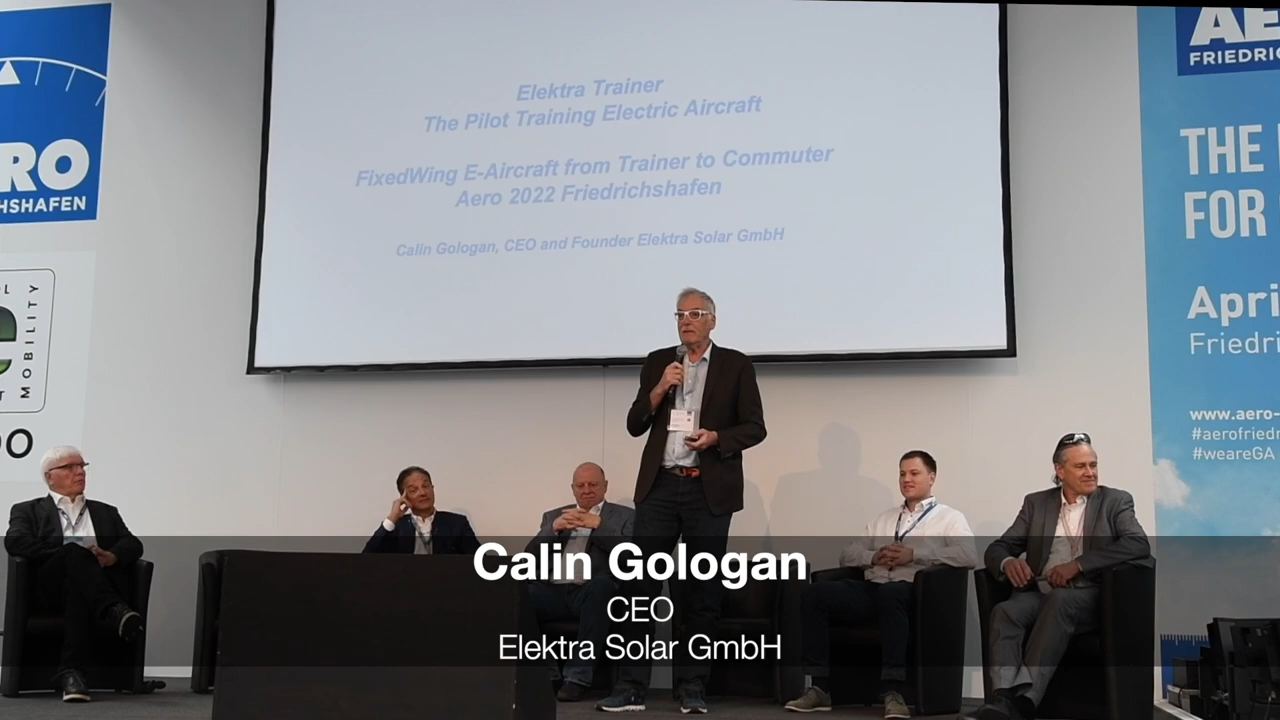 Elektra Trainer
The Pilot Training Electric Aircraft
FixedWing E-Aircraft from Trainer to Commuter
Aero 2022 Friedrichshafen
Calin Gologan, CEO and Founder Elektra Solar GmbH
RO
HSHAFEN
MOBILITY
AE
FRIEDRIC
THE
FOR
Apri
Friedri
www.aero-
#aerofriedr
#weareGA
Calin Gologan
CEO
Elektra Solar GmbH